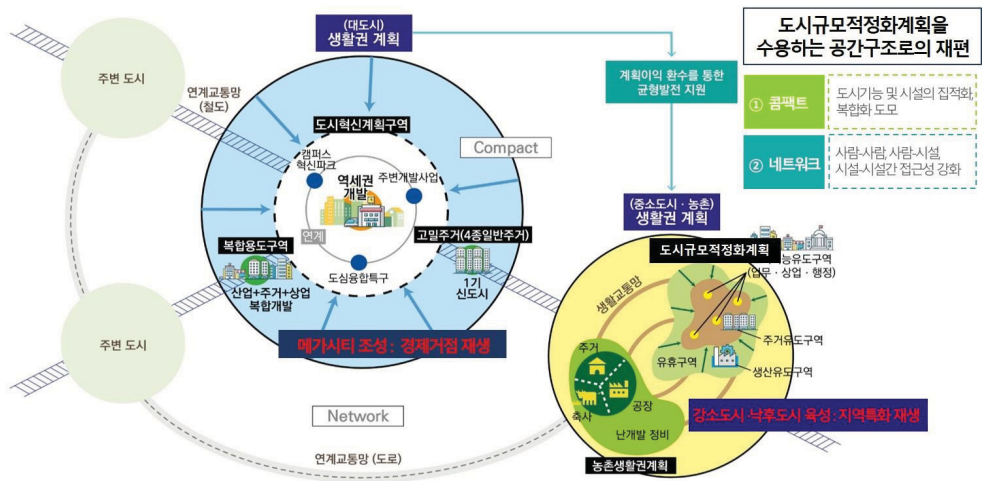 도시규모적정화계획을
수용하는 공간구조로의 재편
① 콤팩트
도시기능 및 시설의 집적화,
복합화 도모
② 네트워크
사람-사람, 사람-시설,
시설-시설간 접근성 강화
(대도시)
생활권 계획
계획이익 환수를 통한
균형발전 지원
주변 도시
연계교통망
(철도)
도시혁신계획구역
Compact
캠퍼스
혁신파크
역세권
개발
주변개발사업
연계
도심융합특구
복합용도구역
산업+주거+상업
복합개발
고밀주거(4종일반주거)
1기
신도시
메가시티 조성 : 경제거점 재생
주변 도시
Network
연계교통망 (도로)
(중소도시 · 농촌)
생활권 계획
도시규모적정화계획
능유도구역
(업무 · 상업 · 행정)
생활교통망
주거유도구역
유휴구역
생산유도구역
주거
공장
축사
난개발 정비
농촌생활권계획
강소도시·낙후도시 육성 : 지역특화 재생